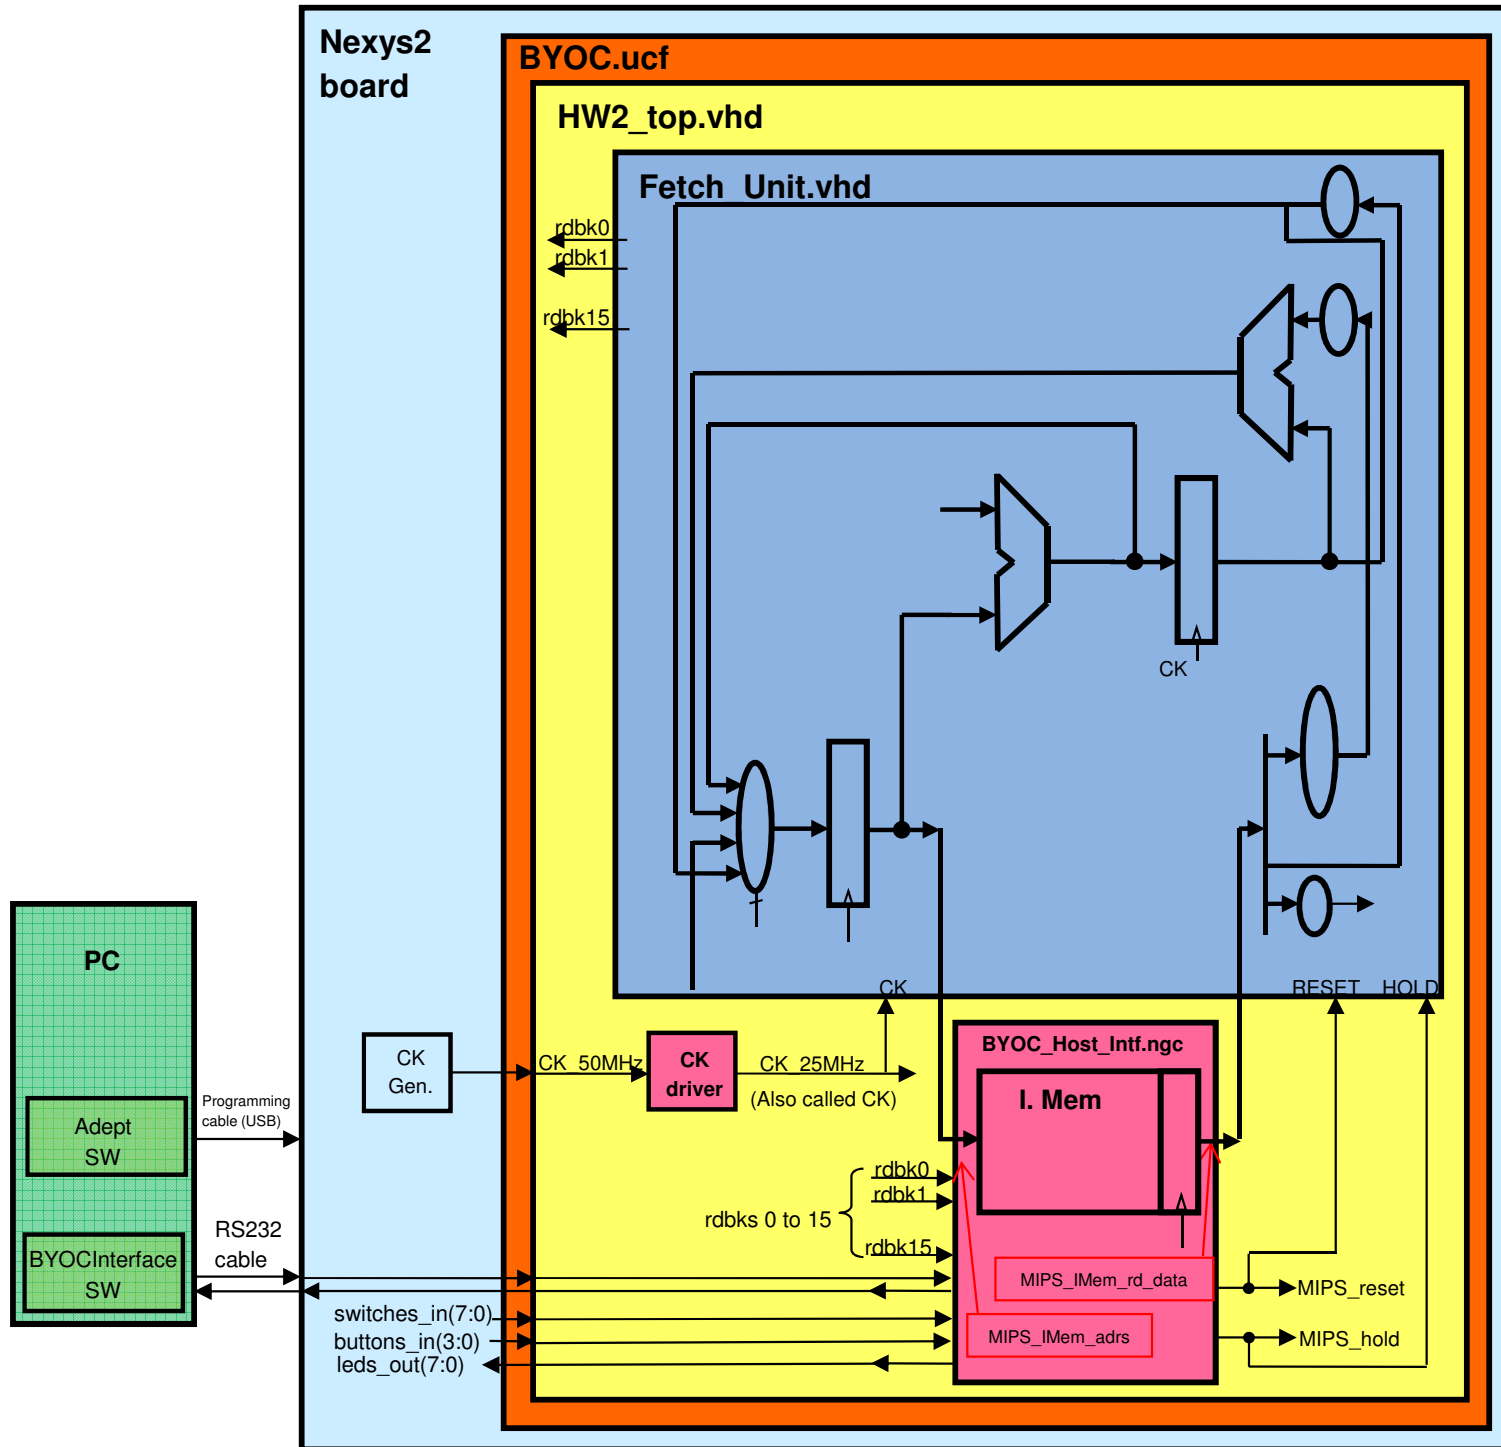 Nexys2
board
BYOC.ucf
HW2_top.vhd
Fetch_Unit.vhd
rdbk0
rdbk1
rdbk15
CK
CK
RESET
HOLD
PC
Adept
SW
BYOCInterface
SW
Programming
cable (USB)
RS232
cable
CK
Gen.
CK_50MHz
CK
driver
CK_25MHz
(Also called CK)
BYOC_Host_Intf.ngc
I. Mem
rdbk0
rdbk1
rdbks 0 to 15
rdbk15
MIPS_IMem_rd_data
MIPS_IMem_adrs
MIPS_reset
MIPS_hold
switches_in(7:0)
buttons_in(3:0)
leds_out(7:0)